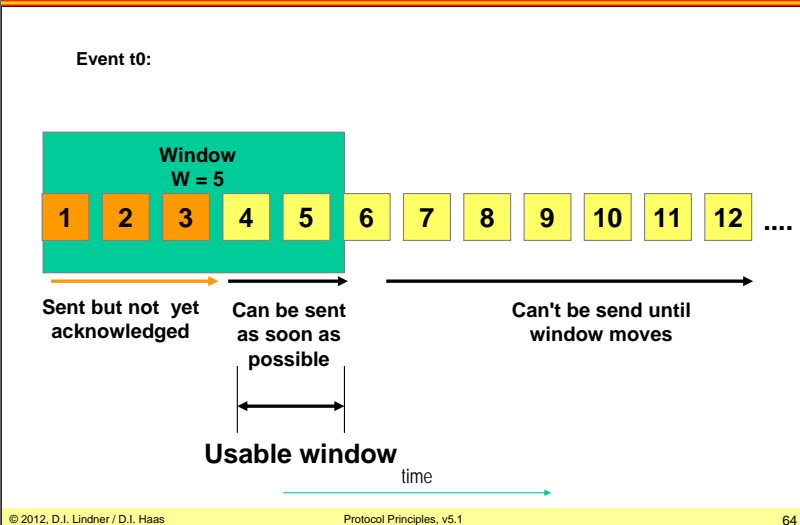 Event t0:
Window
W = 5
1 2 3 4 5 6 7 8 9 10 11 12 ....
Sent but not yet
acknowledged
Can be sent
as soon as
possible
Can't be send until
window moves
Usable window
time
© 2012, D.I. Lindner / D.I. Haas
Protocol Principles, v5.1
64